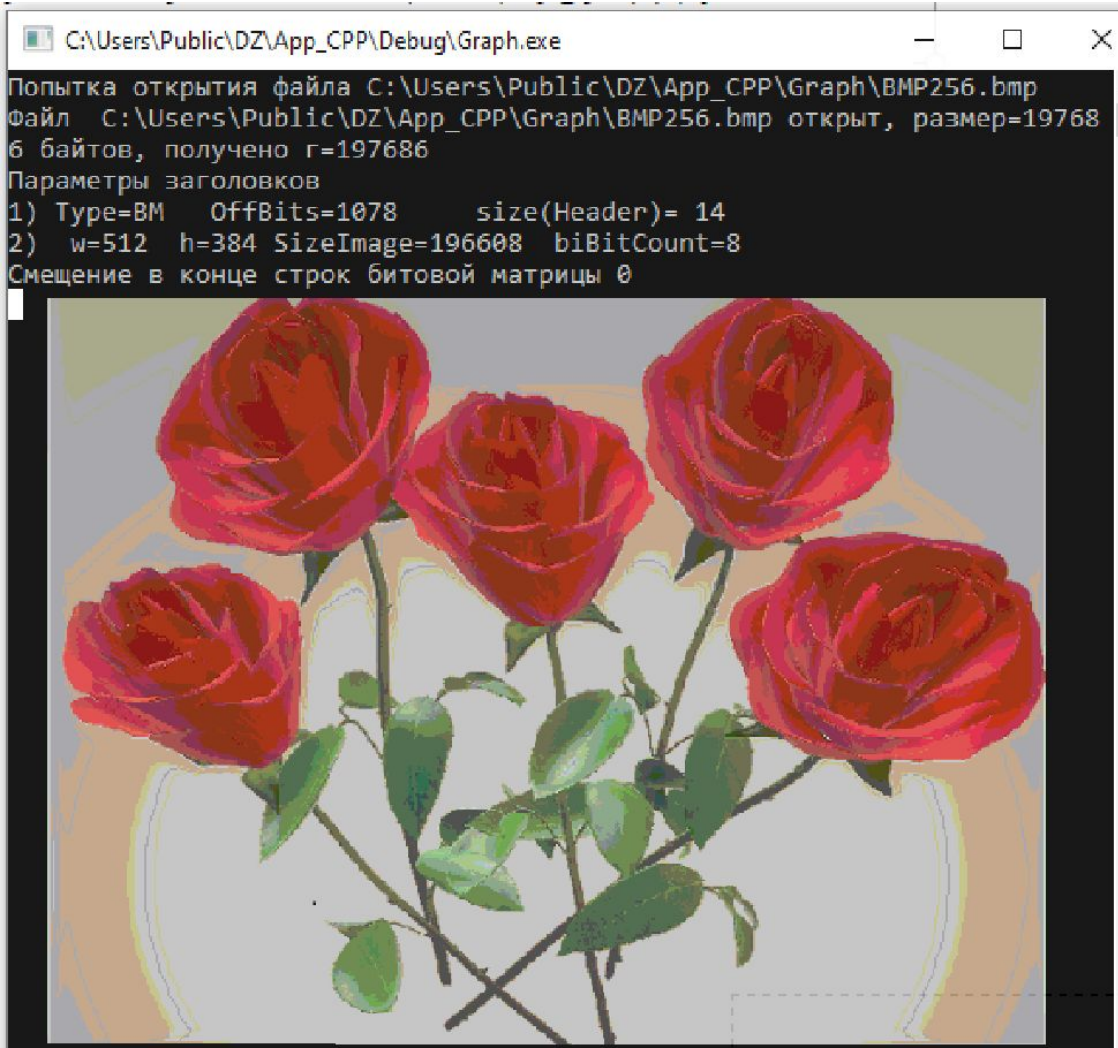 C:\Users\Public\DZ\App_CPP\Debug\Graph.exe
Попытка открытия файла C:\Users\Public\DZ\App_CPP\Graph\BMP256.bmp
Файл  C:\Users\Public\DZ\App_CPP\Graph\BMP256.bmp открыт, размер=19768
6 байтов, получено r=197686
Параметры заголовков
1) Type=BM   OffBits=1078      size(Header)= 14
2)  w=512  h=384 SizeImage=196608  biBitCount=8
Смещение в конце строк битовой матрицы 0